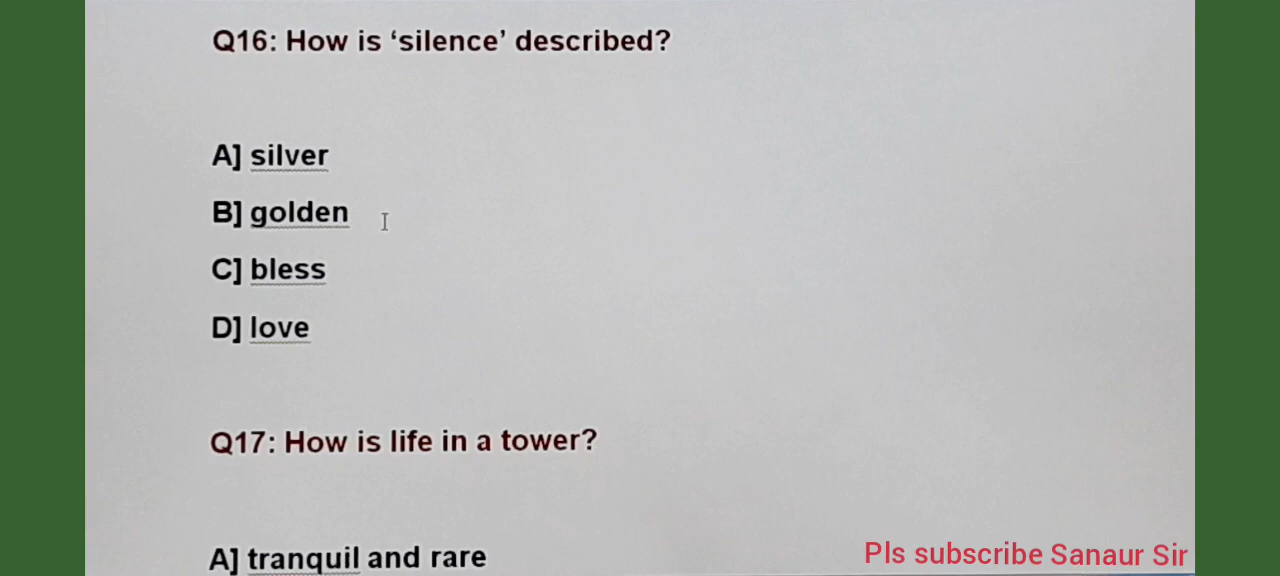 Q16: How is ‘silence’ described?
A] silver
B] golden
C] bless
D] love
Q17: How is life in a tower?
A] tranquil and rare
Pls subscribe Sanaur Sir